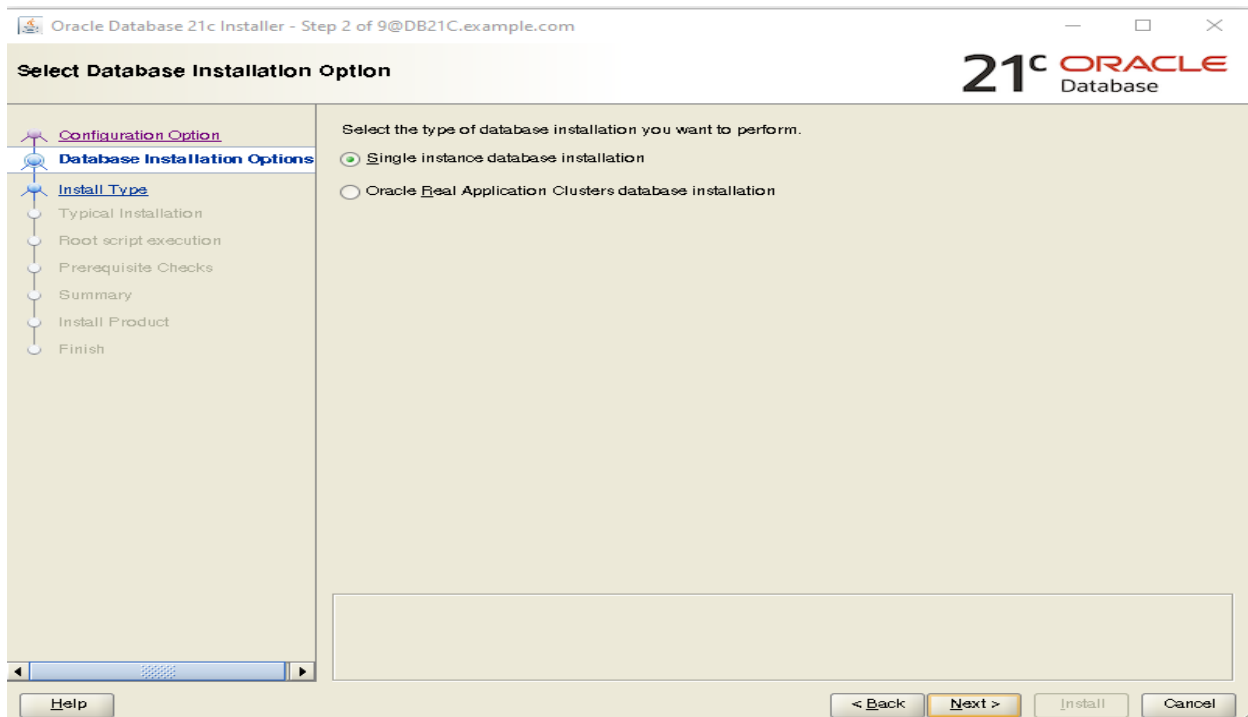 Oracle Database 21c Installer - Step 2 of 9@DB21C.example.com
Select Database Installation Option
21c ORACLE
Database
Configuration Option
Database Installation Options
Install Type
Typical Installation
Root script execution
Prerequisite Checks
Summary
Install Product
Finish
Select the type of database installation you want to perform.
Single instance database installation
Oracle Real Application Clusters database installation
Help
< Back
Next >
Install
Cancel